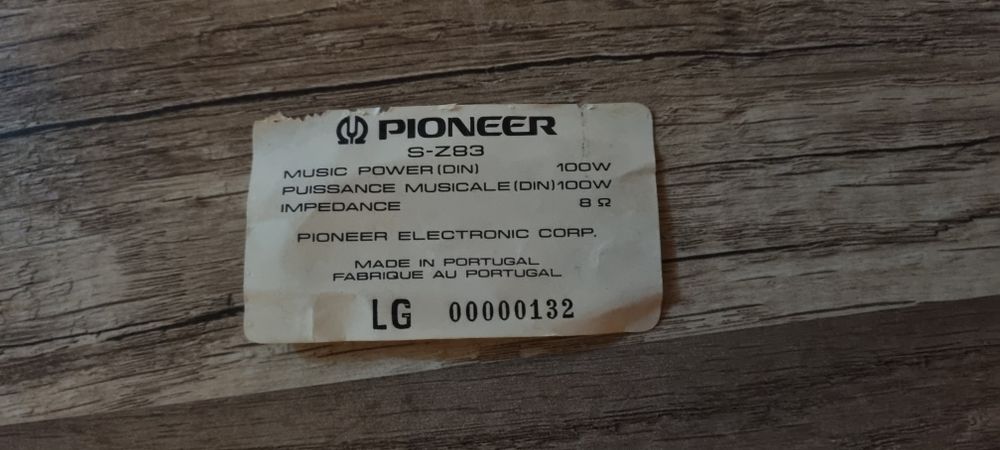 PIONEER
S-Z83
MUSIC POWER (DIN) 100W
PUISSANCE MUSICALE (DIN) 100W
IMPEDANCE 8 Ω
PIONEER ELECTRONIC CORP.
MADE IN PORTUGAL
FABRIQUE AU PORTUGAL
LG 00000132